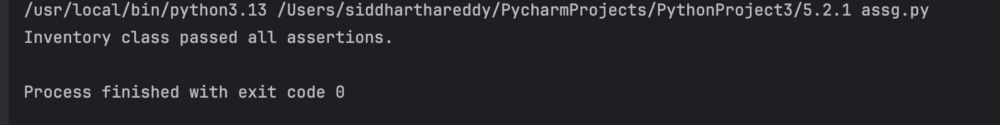 /usr/local/bin/python3.13 /Users/siddharthareddy/PycharmProjects/PythonProject3/5.2.1 assg.py
Inventory class passed all assertions.
Process finished with exit code 0